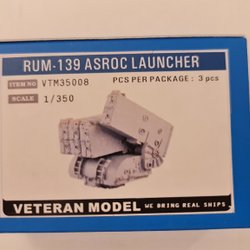 RUM-139 ASROC LAUNCHER
ITEM NO VTM35008 PCS PER PACKAGE: 3 pcs
SCALE 1/350
VETERAN MODEL WE BRING REAL SHIPS